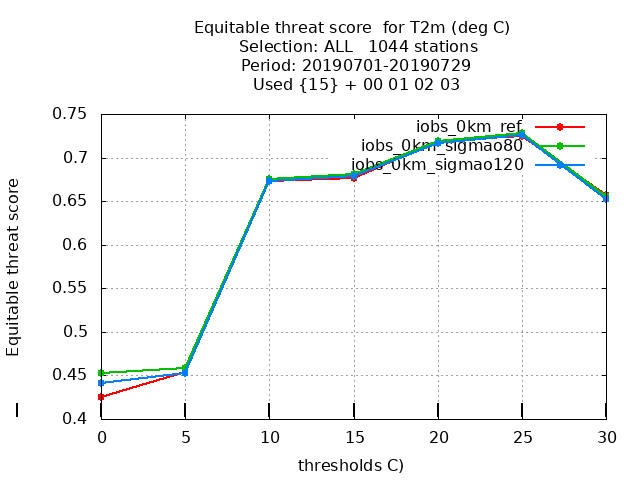 Equitable threat score  for T2m (deg C)
Selection: ALL   1044 stations
Period: 20190701-20190729
Used {15} + 00 01 02 03
iobs_0km_ref
iobs_0km_sigmao80
iobs_0km_sigmao120
Equitable threat score
0.75
0.7
0.65
0.6
0.55
0.5
0.45
0.4
0 5 10 15 20 25 30
thresholds C)